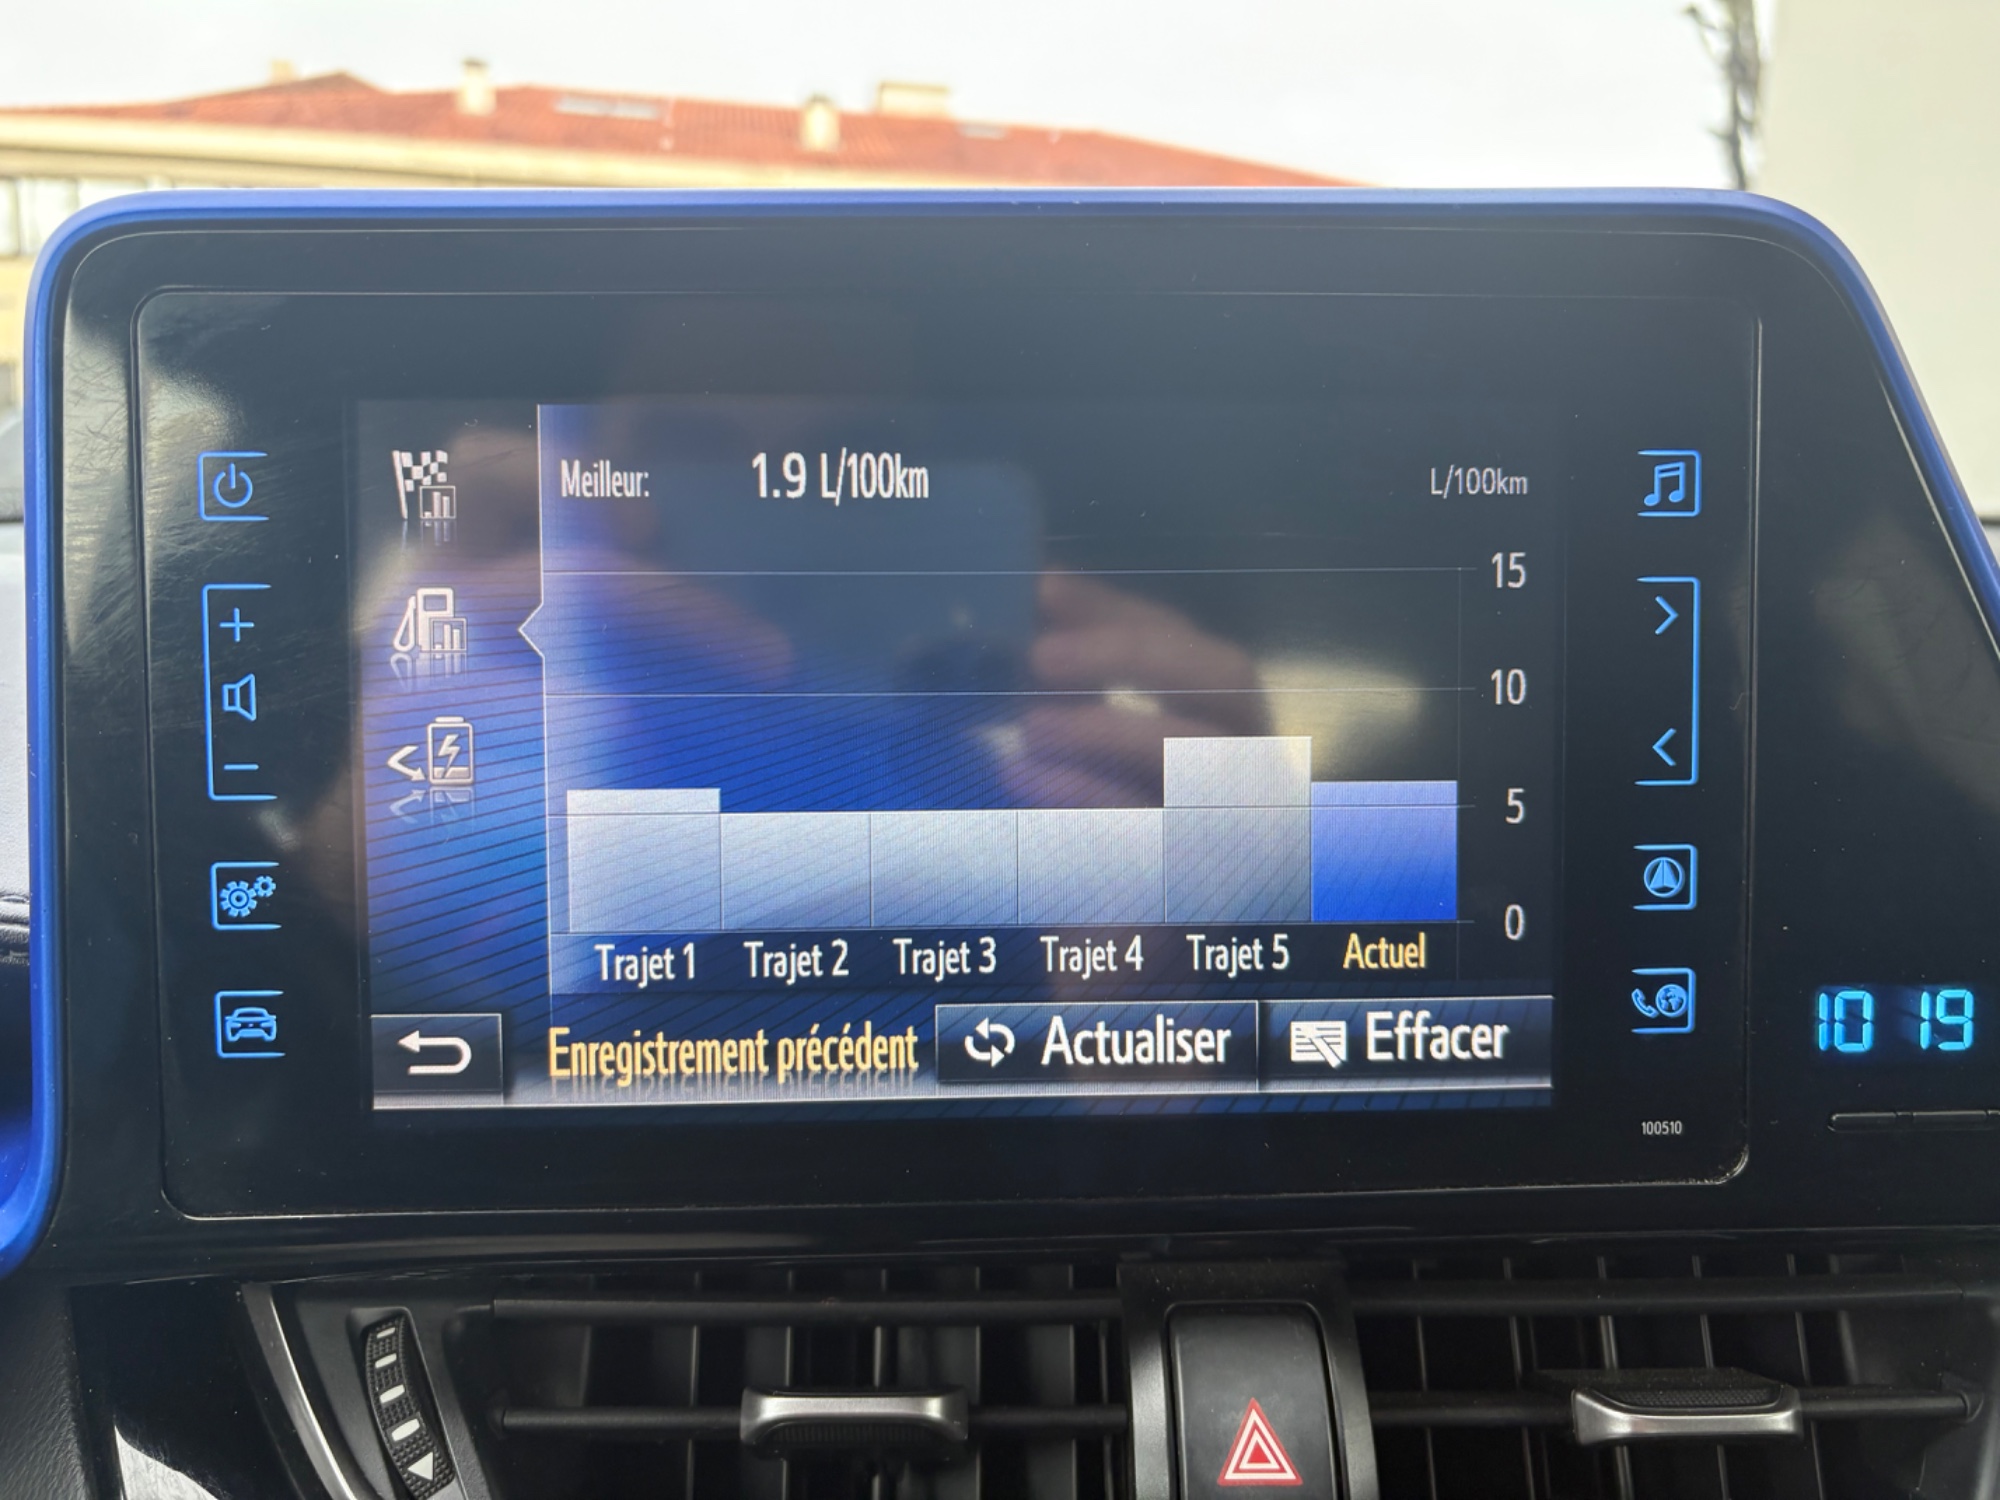 Meilleur: 1.9 L/100km L/100km
15
10
5
0
Trajet 1 Trajet 2 Trajet 3 Trajet 4 Trajet 5 Actuel
Enregistrement précédent Actualiser Effacer
10 19
100510